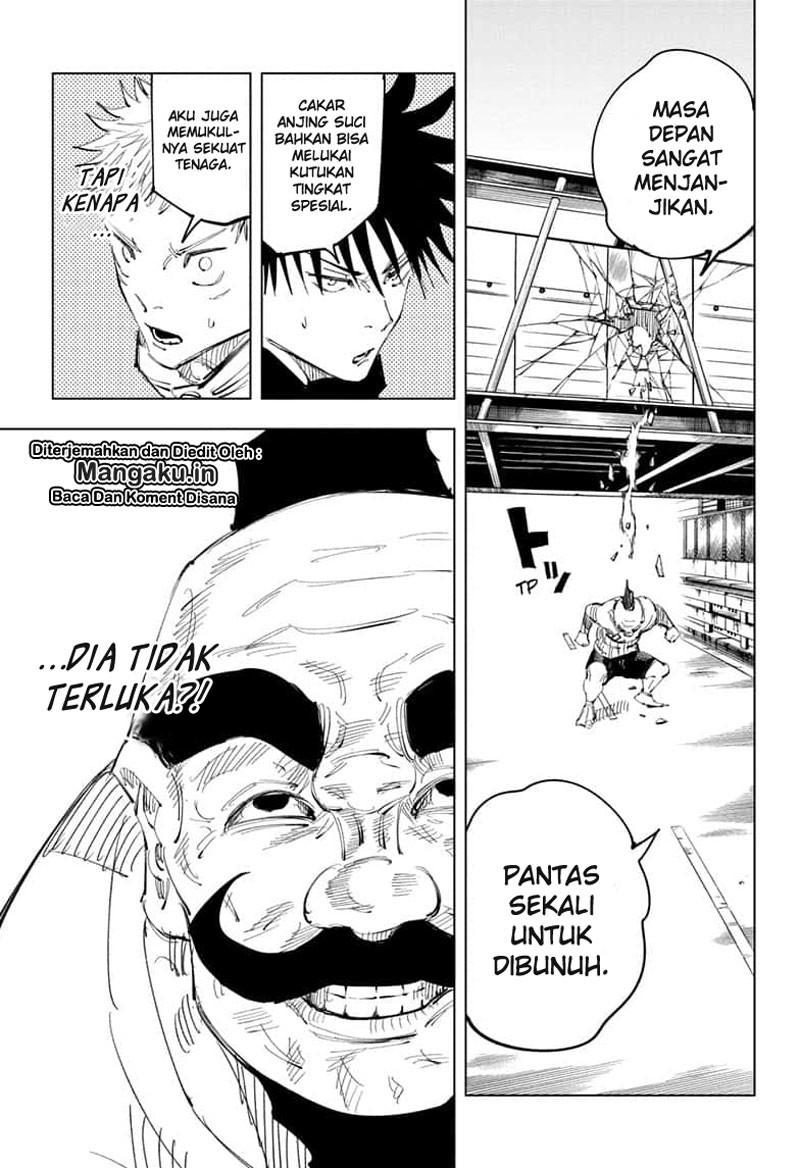 MASA
DEPAN
SANGAT
MENJAN-
JIKAN.
ドッ
TP
PANTAS
SEKALI
UNTUK
DIBUNUH.
CAKAR
ANJING SUCI
BAHKAN BISA
MELUKAI
KUTUKAN
TINGKAT
SPESIAL.
AKU JUGA
MEMUKUL-
NYA SEKUAT
TENAGA.
TAPI
KENAPA
...
Diterjemahkan dan Diedit Oleh :
Mangaku.in
Baca Dan Koment Disana
...DIA TIDAK
TERLUKA?!